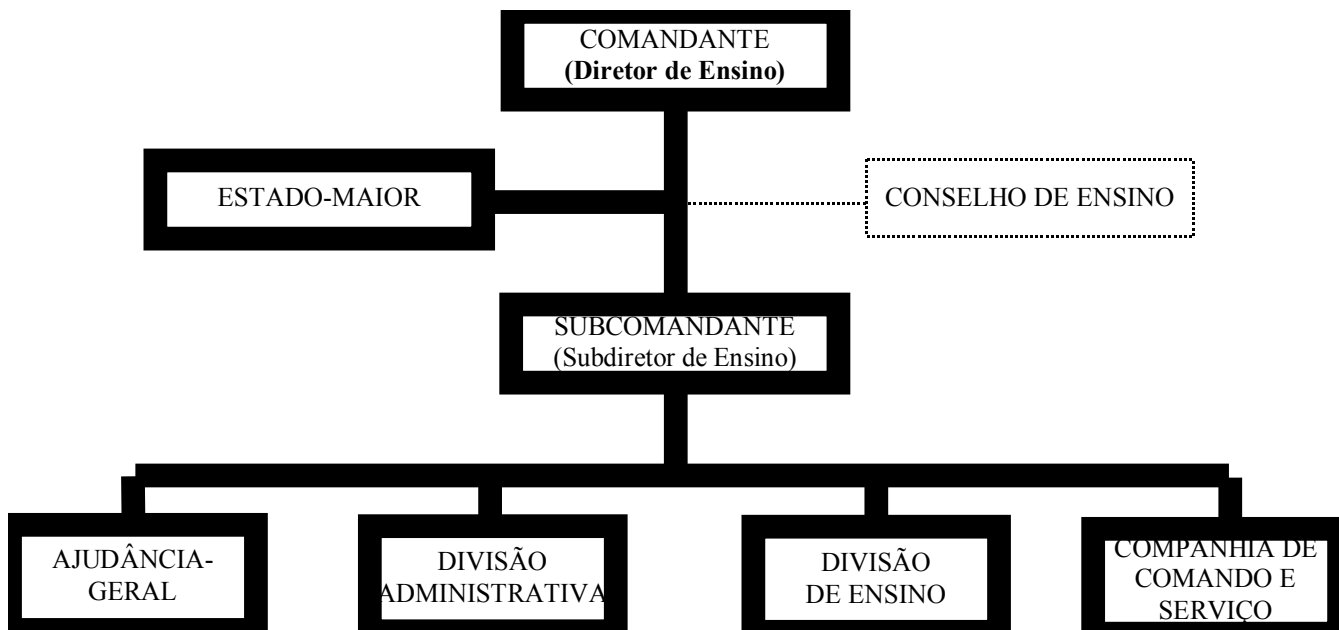 COMANDANTE
(Diretor de Ensino)
ESTADO-MAIOR
CONSELHO DE ENSINO
SUBCOMANDANTE
(Subdiretor de Ensino)
AJUDÂNCIA-
GERAL
DIVISÃO
ADMINISTRATIVA
DIVISÃO
DE ENSINO
COMPANHIA DE
COMANDO E
SERVIÇO